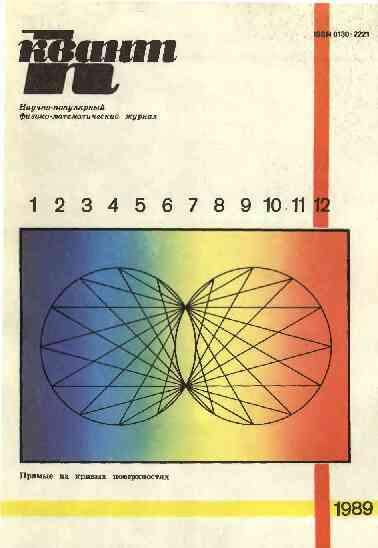 квант
ISSN 0130-2221
Научно-популярный
физико-математический журнал
1 2 3 4 5 6 7 8 9 10 11 12
Прямые на кривых поверхностях
1989